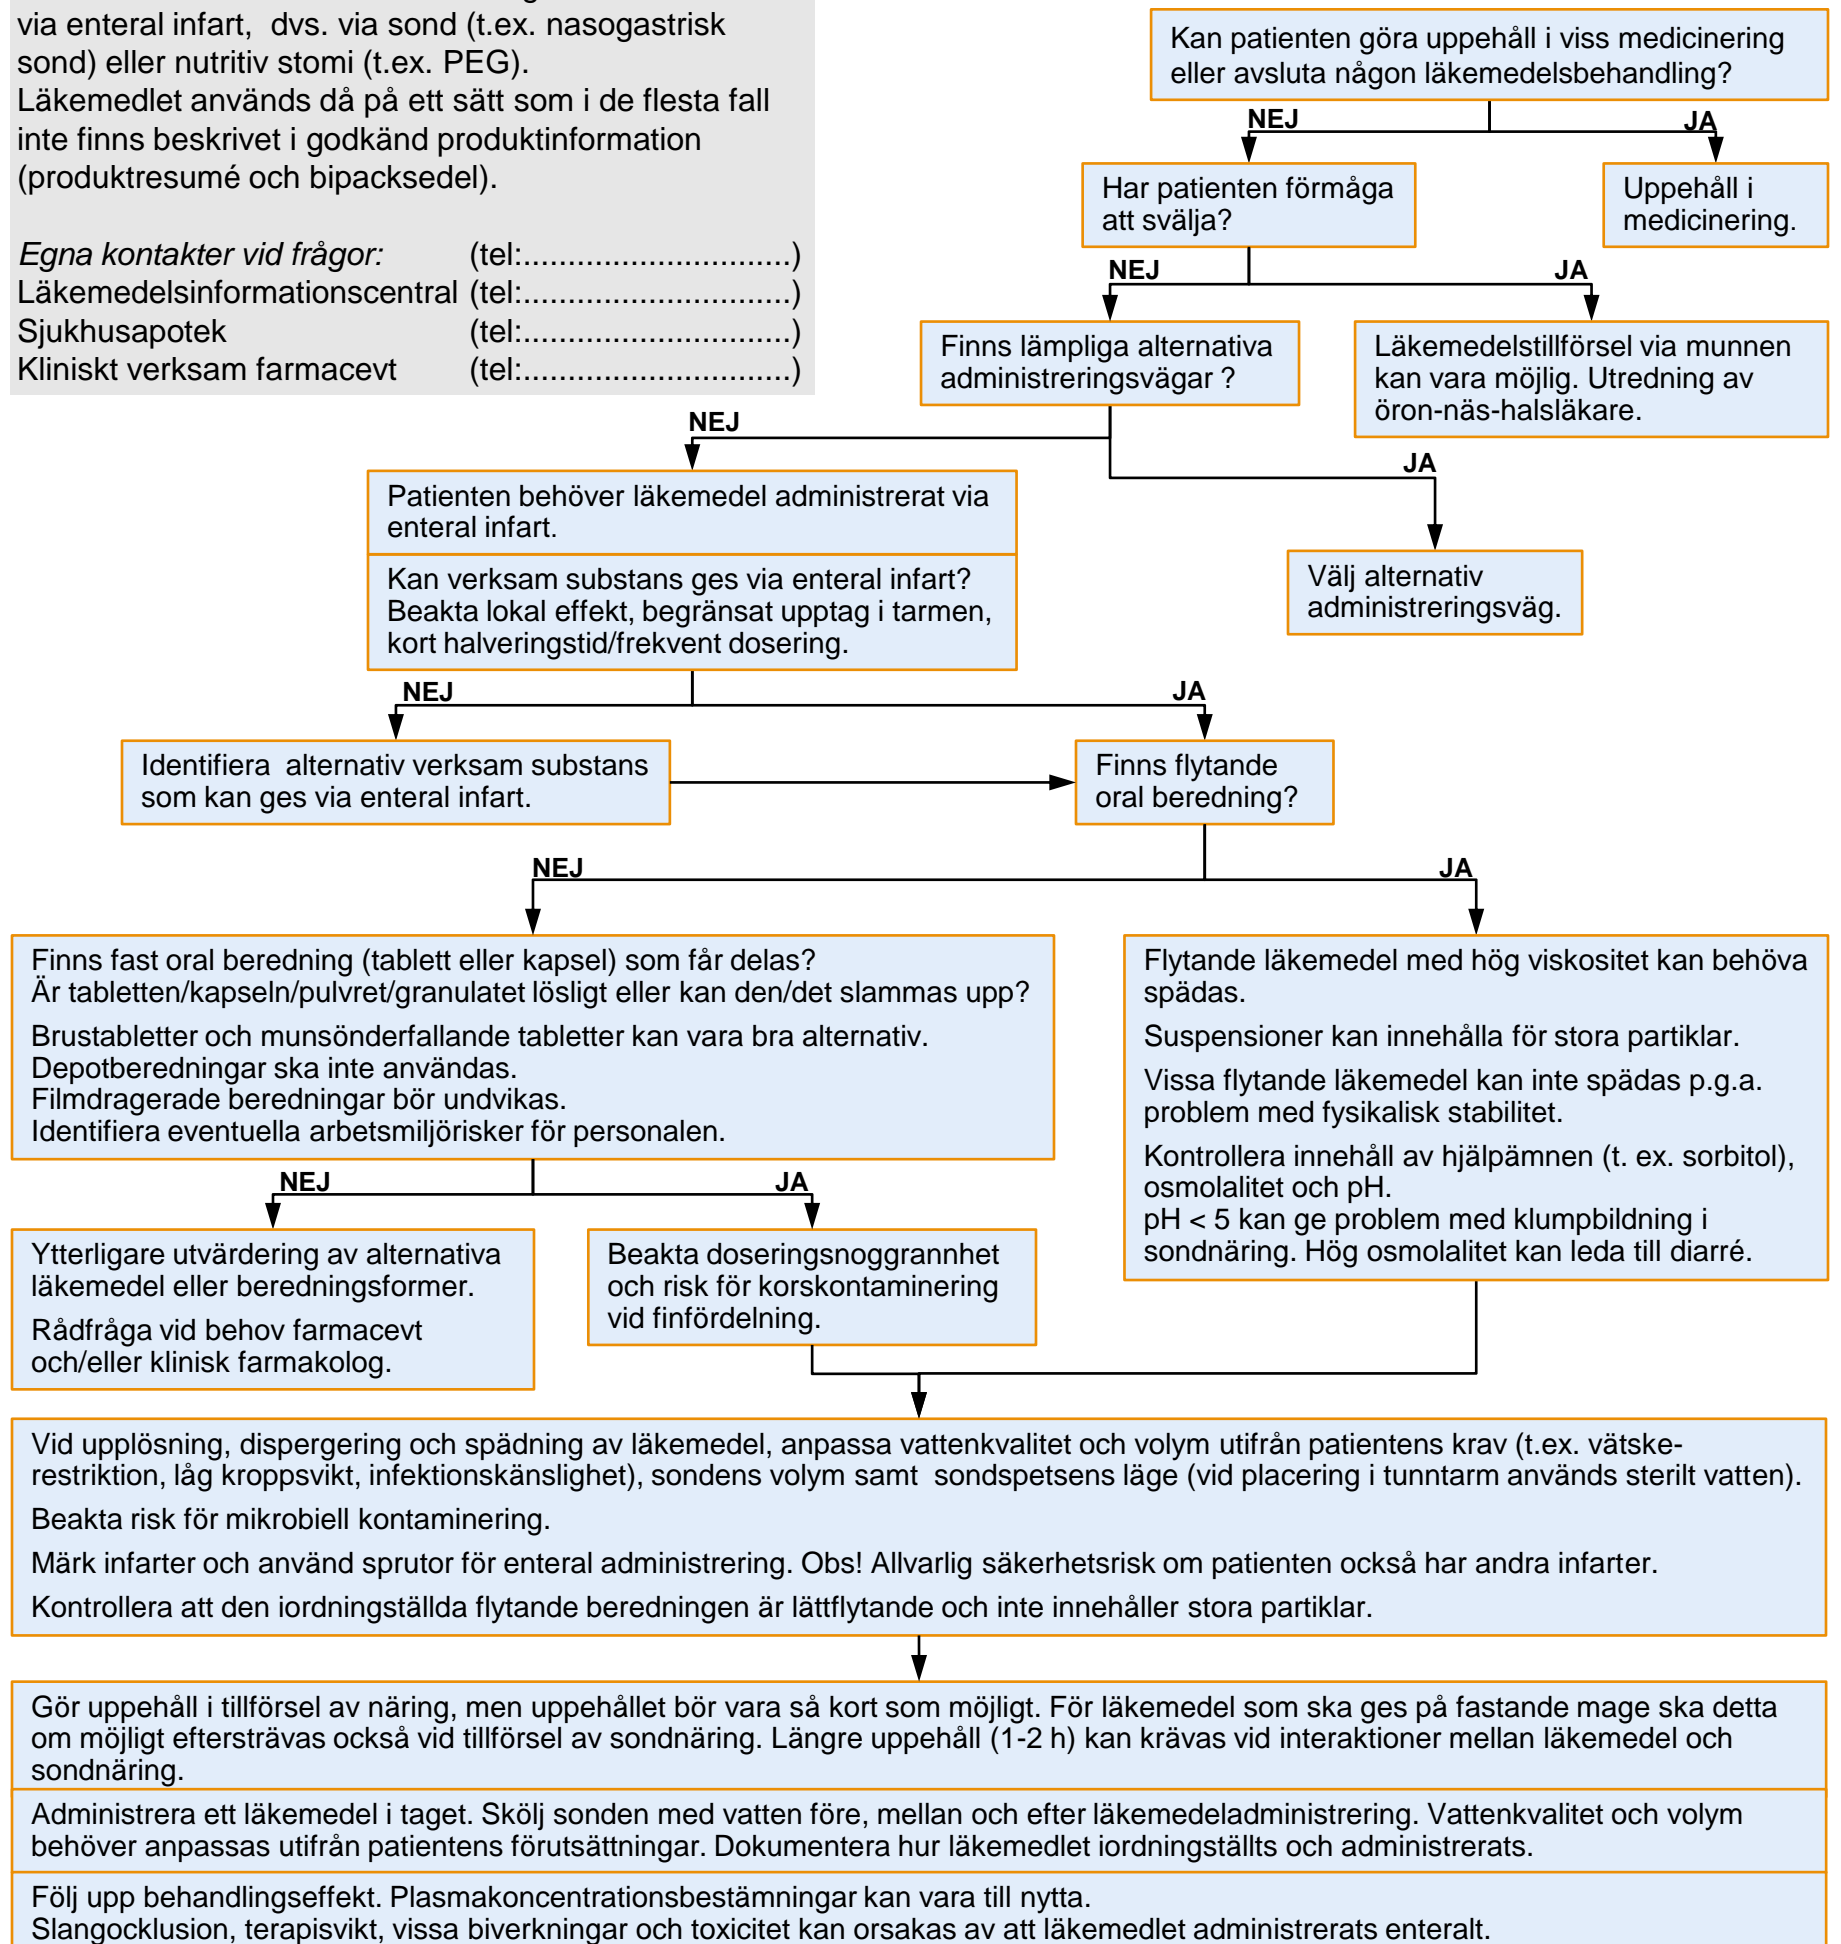 via enteral infart, dvs. via sond (t.ex. nasogastrisk
sond) eller nutritiv stomi (t.ex. PEG).
Läkemedlet används då på ett sätt som i de flesta fall
inte finns beskrivet i godkänd produktinformation
(produktresumé och bipacksedel).
Egna kontakter vid frågor: (tel:..............................)
Läkemedelsinformationscentral (tel:..............................)
Sjukhusapotek (tel:..............................)
Kliniskt verksam farmacevt (tel:..............................)
Kan patienten göra uppehåll i viss medicinering
eller avsluta någon läkemedelsbehandling?
NEJ
JA
Har patienten förmåga
att svälja?
Uppehåll i
medicinering.
NEJ
JA
Finns lämpliga alternativa
administreringsvägar ?
Läkemedelstillförsel via munnen
kan vara möjlig. Utredning av
öron-näs-halsläkare.
NEJ
JA
Patienten behöver läkemedel administrerat via
enteral infart.
Kan verksam substans ges via enteral infart?
Beakta lokal effekt, begränsat upptag i tarmen,
kort halveringstid/frekvent dosering.
Välj alternativ
administreringsväg.
NEJ
JA
Identifiera alternativ verksam substans
som kan ges via enteral infart.
Finns flytande
oral beredning?
NEJ
JA
Finns fast oral beredning (tablett eller kapsel) som får delas?
Är tabletten/kapseln/pulvret/granulatet lösligt eller kan den/det slammas upp?
Brustabletter och munsönderfallande tabletter kan vara bra alternativ.
Depotberedningar ska inte användas.
Filmdragerade beredningar bör undvikas.
Identifiera eventuella arbetsmiljörisker för personalen.
Flytande läkemedel med hög viskositet kan behöva
spädas.
Suspensioner kan innehålla för stora partiklar.
Vissa flytande läkemedel kan inte spädas p.g.a.
problem med fysikalisk stabilitet.
Kontrollera innehåll av hjälpämnen (t. ex. sorbitol),
osmolalitet och pH.
pH < 5 kan ge problem med klumpbildning i
sondnäring. Hög osmolalitet kan leda till diarré.
NEJ
JA
Ytterligare utvärdering av alternativa
läkemedel eller beredningsformer.
Rådfråga vid behov farmacevt
och/eller klinisk farmakolog.
Beakta doseringsnoggrannhet
och risk för korskontaminering
vid finfördelning.
Vid upplösning, dispergering och spädning av läkemedel, anpassa vattenkvalitet och volym utifrån patientens krav (t.ex. vätske-
restriktion, låg kroppsvikt, infektionskänslighet), sondens volym samt sondspetsens läge (vid placering i tunntarm används sterilt vatten).
Beakta risk för mikrobiell kontaminering.
Märk infarter och använd sprutor för enteral administrering. Obs! Allvarlig säkerhetsrisk om patienten också har andra infarter.
Kontrollera att den iordningställda flytande beredningen är lättflytande och inte innehåller stora partiklar.
Gör uppehåll i tillförsel av näring, men uppehållet bör vara så kort som möjligt. För läkemedel som ska ges på fastande mage ska detta
om möjligt eftersträvas också vid tillförsel av sondnäring. Längre uppehåll (1-2 h) kan krävas vid interaktioner mellan läkemedel och
sondnäring.
Administrera ett läkemedel i taget. Skölj sonden med vatten före, mellan och efter läkemedeladministrering. Vattenkvalitet och volym
behöver anpassas utifrån patientens förutsättningar. Dokumentera hur läkemedlet iordningställts och administrerats.
Följ upp behandlingseffekt. Plasmakoncentrationsbestämningar kan vara till nytta.
Slangocklusion, terapisvikt, vissa biverkningar och toxicitet kan orsakas av att läkemedlet administrerats enteralt.